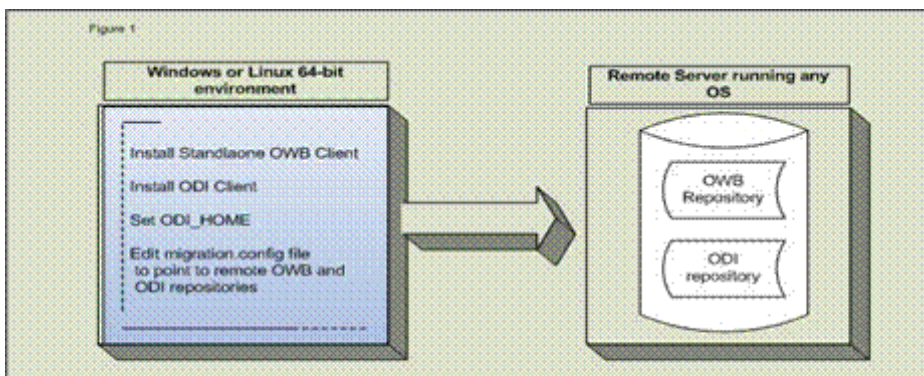 Figure 1
Windows or Linux 64-bit
environment
Install Standlaone OWB Client
Install ODI Client
Set ODI_HOME
Edit migration.config file
to point to remote OWB and
ODI repositories
Remote Server running any
OS
OWB
Repository
ODI
repository